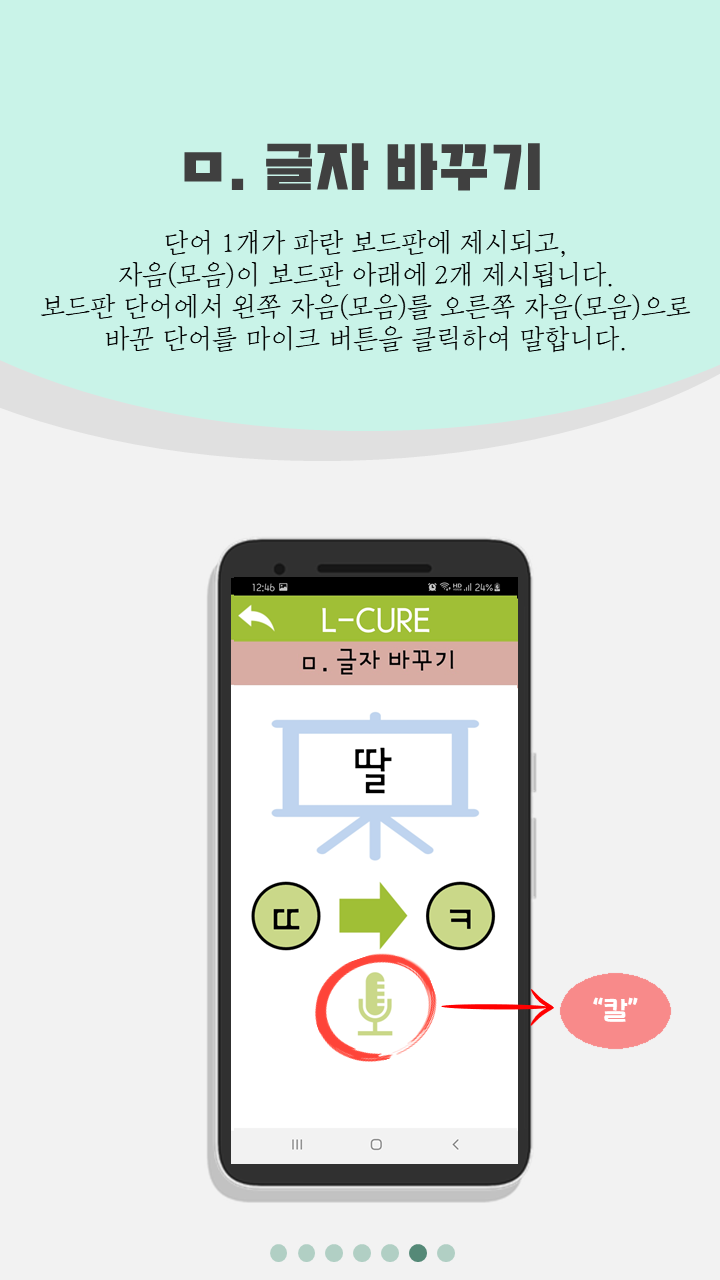 ㅁ. 글자 바꾸기
단어 1개가 파란 보드판에 제시되고,
자음(모음)이 보드판 아래에 2개 제시됩니다.
보드판 단어에서 왼쪽 자음(모음)를 오른쪽 자음(모음)으로
바꾼 단어를 마이크 버튼을 클릭하여 말합니다.
12:46 HD 24%
L-CURE
ㅁ. 글자 바꾸기
딸
ㄸ ㅋ
“칼”